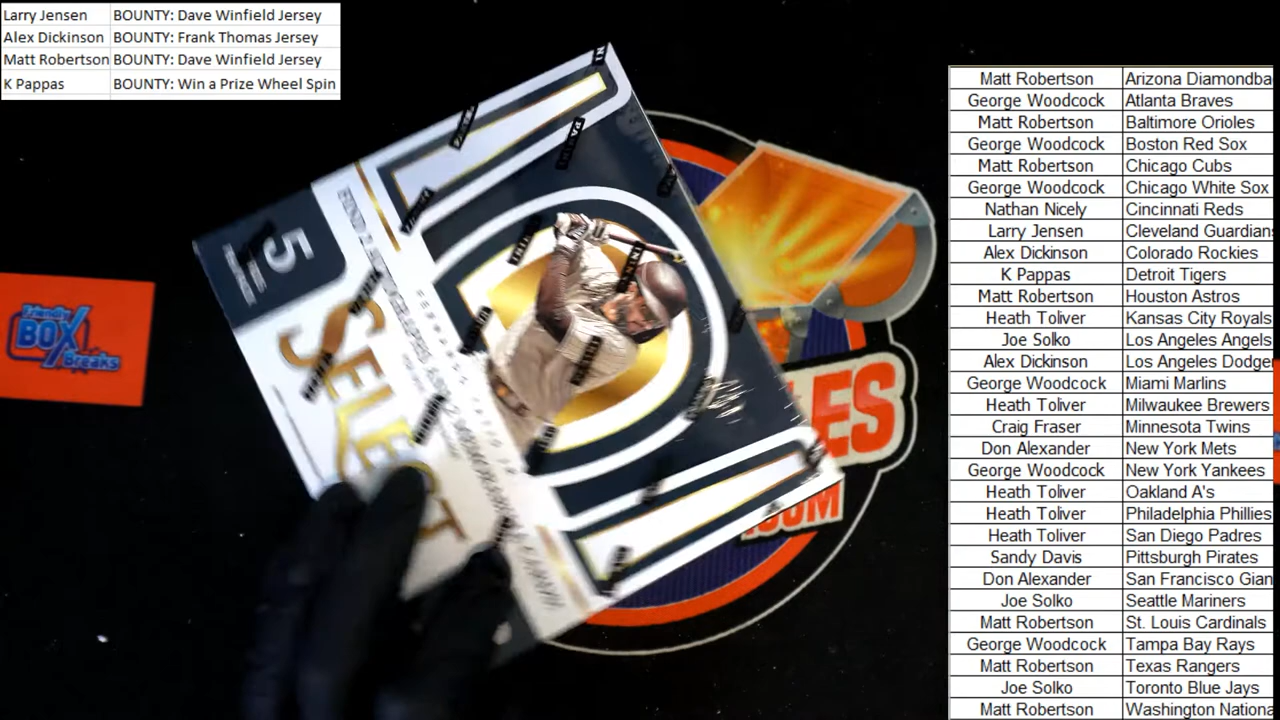 Larry Jensen BOUNTY: Dave Winfield Jersey
Alex Dickinson BOUNTY: Frank Thomas Jersey
Matt Robertson BOUNTY: Dave Winfield Jersey
K Pappas BOUNTY: Win a Prize Wheel Spin
Matt Robertson Arizona Diamondba
George Woodcock Atlanta Braves
Matt Robertson Baltimore Orioles
George Woodcock Boston Red Sox
Matt Robertson Chicago Cubs
George Woodcock Chicago White Sox
Nathan Nicely Cincinnati Reds
Larry Jensen Cleveland Guardians
Alex Dickinson Colorado Rockies
K Pappas Detroit Tigers
Matt Robertson Houston Astros
Heath Toliver Kansas City Royals
Joe Solko Los Angeles Angels
Alex Dickinson Los Angeles Dodge
George Woodcock Miami Marlins
Heath Toliver Milwaukee Brewers
Craig Fraser Minnesota Twins
Don Alexander New York Mets
George Woodcock New York Yankees
Heath Toliver Oakland A's
Heath Toliver Philadelphia Phillies
Heath Toliver San Diego Padres
Sandy Davis Pittsburgh Pirates
Don Alexander San Francisco Gian
Joe Solko Seattle Mariners
Matt Robertson St. Louis Cardinals
George Woodcock Tampa Bay Rays
Matt Robertson Texas Rangers
Joe Solko Toronto Blue Jays
Matt Robertson Washington Nationa
Friendly
BOX
Breaks
5
SELECT